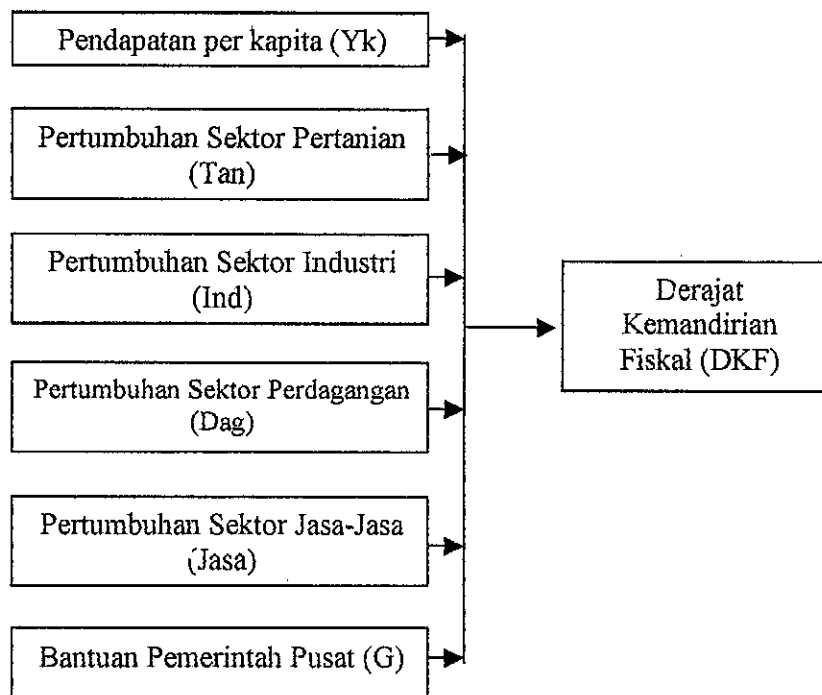 Pendapatan per kapita (Yk)
Pertumbuhan Sektor Pertanian
(Tan)
Pertumbuhan Sektor Industri
(Ind)
Pertumbuhan Sektor Perdagangan
(Dag)
Pertumbuhan Sektor Jasa-Jasa
(Jasa)
Bantuan Pemerintah Pusat (G)
Derajat
Kemandirian
Fiskal (DKF)